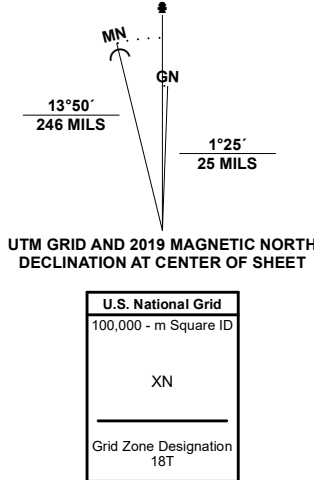 MN
GN
13°50´
246 MILS
1°25´
25 MILS
UTM GRID AND 2019 MAGNETIC NORTH
DECLINATION AT CENTER OF SHEET
U.S. National Grid
100,000 - m Square ID
XN
Grid Zone Designation
18T